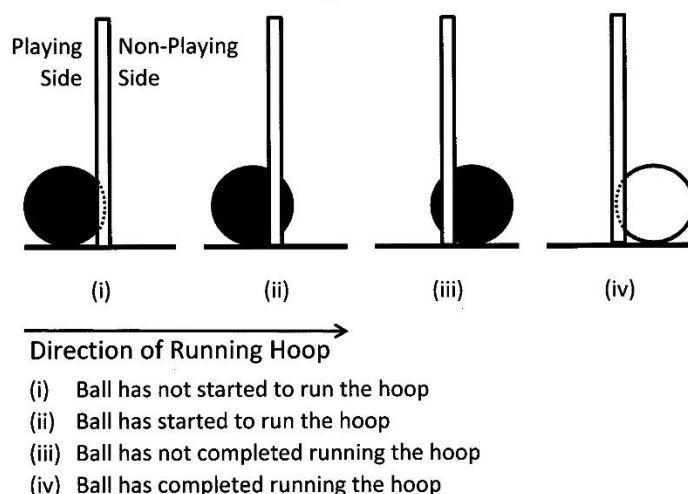 Playing Non-Playing
Side Side
(i) (ii) (iii) (iv)
Direction of Running Hoop
(i) Ball has not started to run the hoop
(ii) Ball has started to run the hoop
(iii) Ball has not completed running the hoop
(iv) Ball has completed running the hoop